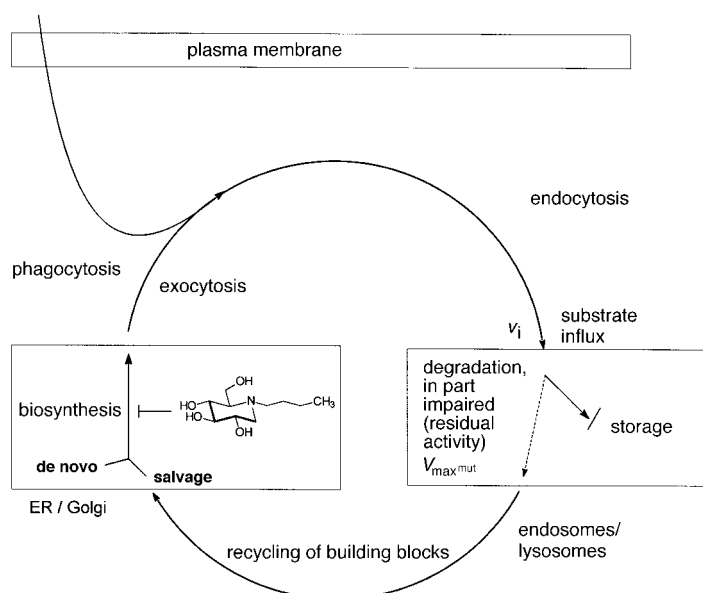 plasma membrane
endocytosis
phagocytosis
exocytosis
vi
substrate
influx
degradation,
in part
impaired
(residual
activity)
Vmaxmut
storage
biosynthesis
OH
HO
HO
N
CH3
OH
de novo
salvage
ER / Golgi
endosomes/
lysosomes
recycling of building blocks